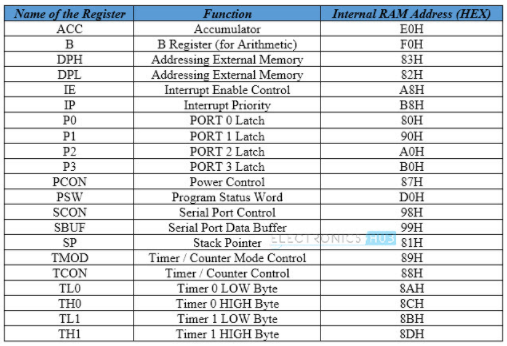 Name of the Register Function Internal RAM Address (HEX)
ACC Accumulator E0H
B B Register (for Arithmetic) F0H
DPH Addressing External Memory 83H
DPL Addressing External Memory 82H
IE Interrupt Enable Control A8H
IP Interrupt Priority B8H
P0 PORT 0 Latch 80H
P1 PORT 1 Latch 90H
P2 PORT 2 Latch A0H
P3 PORT 3 Latch B0H
PCON Power Control 87H
PSW Program Status Word D0H
SCON Serial Port Control 98H
SBUF Serial Port Data Buffer 99H
SP Stack Pointer 81H
ELECTRONICS HUB
TMOD Timer / Counter Mode Control 89H
TCON Timer / Counter Control 88H
TL0 Timer 0 LOW Byte 8AH
TH0 Timer 0 HIGH Byte 8CH
TL1 Timer 1 LOW Byte 8BH
TH1 Timer 1 HIGH Byte 8DH